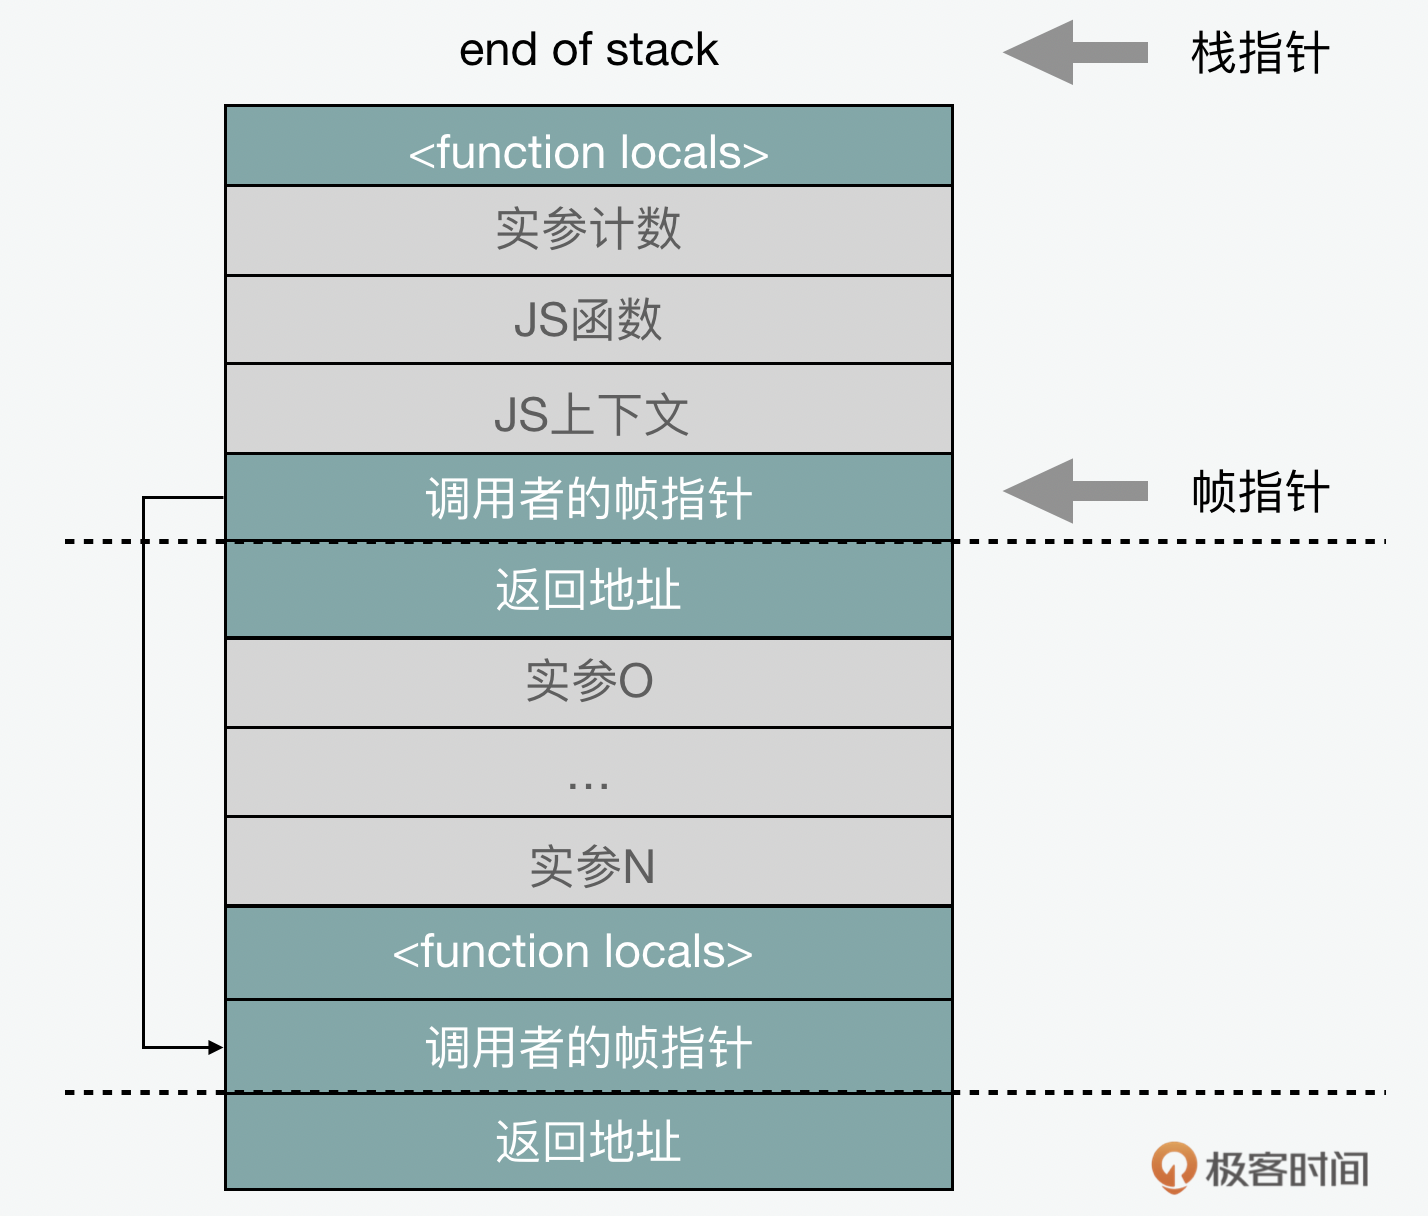 end of stack
栈指针
<function locals>
实参计数
JS函数
JS上下文
调用者的帧指针
帧指针
返回地址
实参O
...
实参N
<function locals>
调用者的帧指针
返回地址
极客时间